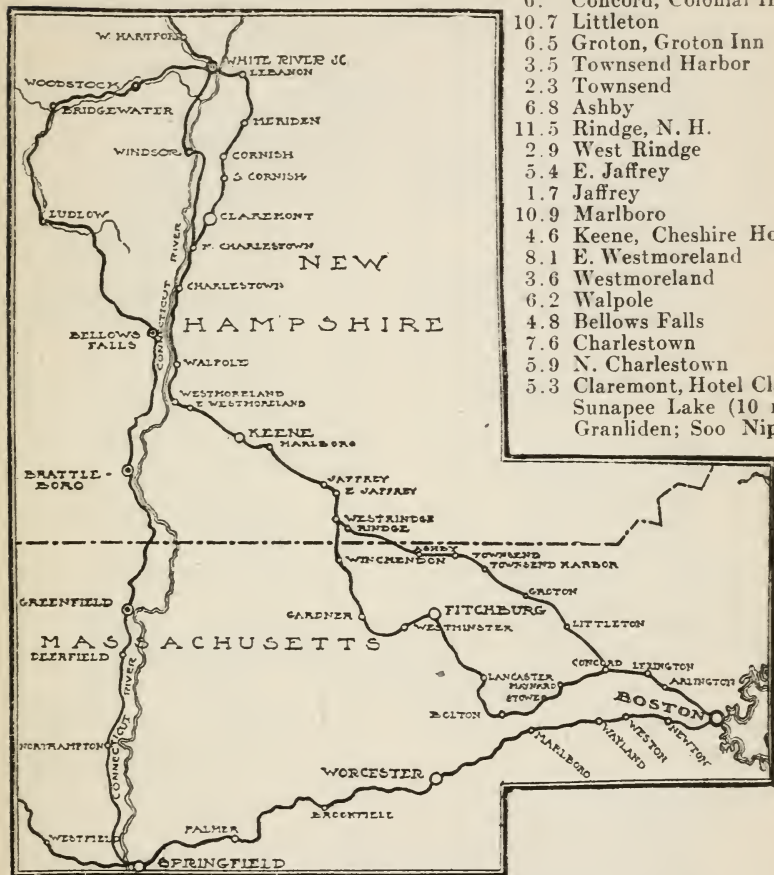 6. Concord, Colonial
10.7 Littleton
6.5 Groton, Groton Inn
3.5 Townsend Harbor
2.3 Townsend
6.8 Ashby
11.5 Rindge, N. H.
2.9 West Rindge
5.4 E. Jaffrey
1.7 Jaffrey
10.9 Marlboro
4.6 Keene, Cheshire
8.1 E. Westmoreland
3.6 Westmoreland
6.2 Walpole
4.8 Bellows Falls
7.6 Charlestown
5.9 N. Charlestown
5.3 Claremont, Hotel
Sunapee Lake (10
Granliden; Soo
W. HARTFORD
WHITE RIVER JC.
LEBANON
WOODSTOCK
BRIDGEWATER
MERIDEN
WINDSOR
CORNISH
S CORNISH
LUDLOW
CLAREMONT
CHARLESTOWN
NEW
CHARLESTOWN
CONNECTICUT RIVER
HAMPSHIRE
BELLOWS
FALLS
WALPOLE
WESTMORELAND
E WESTMORELAND
KEENE
MARLBORO
BRATTLE-
BORO
JAFFREY
E JAFFREY
WESTRINDGE
RINDGE
ASHBY
TOWNSEND
TOWNSEND HARBOR
WINCHENDON
GROTON
GREENFIELD
GARDNER
FITCHBURG
WESTMINSTER
LITTLETON
MASSACHUSETTS
DEERFIELD
CONCORD
LEXINGTON
ARLINGTON
LANCASTER
MAYNARD
STOWE
BOSTON
BOLTON
NORTHAMPTON
CONNECTICUT RIVER
MARLBORO
WAYLAND
WESTON
NEWTON
WORCESTER
BROOKFIELD
WESTFIELD
PALMER
SPRINGFIELD